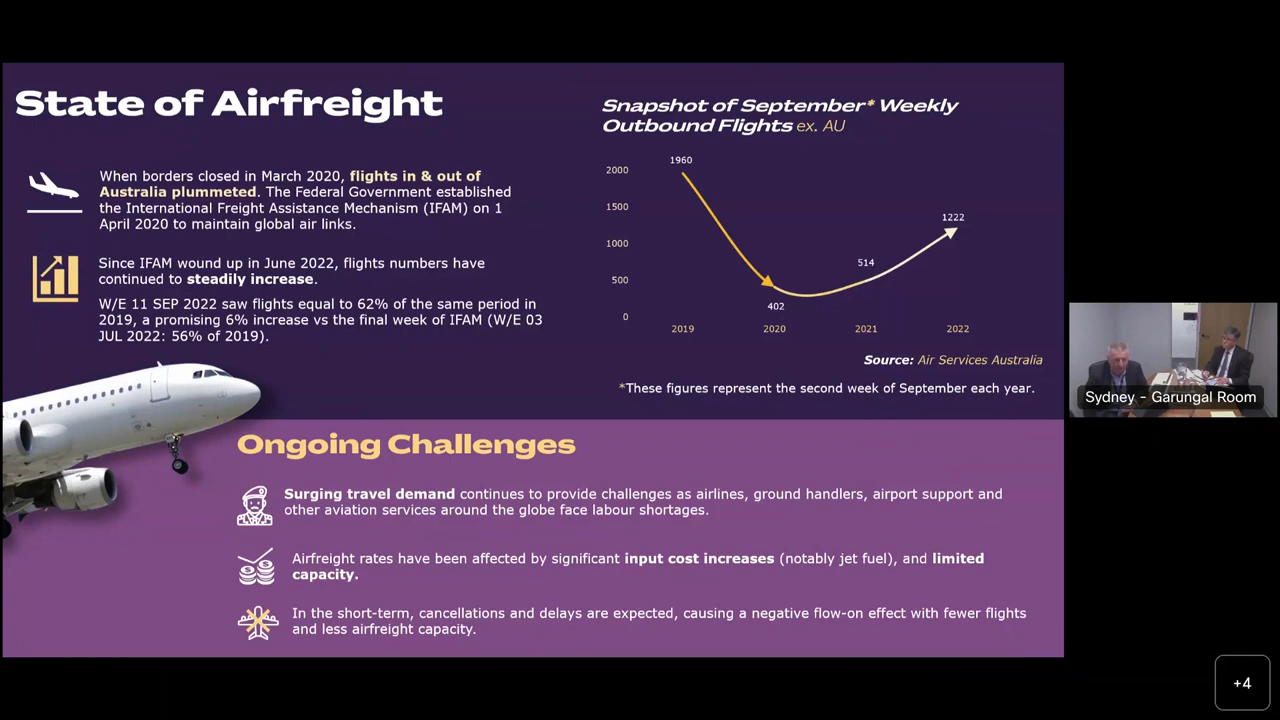 State of Airfreight
When borders closed in March 2020, flights in & out of
Australia plummeted. The Federal Government established
the International Freight Assistance Mechanism (IFAM) on 1
April 2020 to maintain global air links.
Since IFAM wound up in June 2022, flights numbers have
continued to steadily increase.
W/E 11 SEP 2022 saw flights equal to 62% of the same period in
2019, a promising 6% increase vs the final week of IFAM (W/E 03
JUL 2022: 56% of 2019).
Snapshot of September* Weekly
Outbound Flights ex. AU
2000
1500
1000
500
0
1960
402
514
1222
2019 2020 2021 2022
Source: Air Services Australia
*These figures represent the second week of September each year.
Ongoing Challenges
Surging travel demand continues to provide challenges as airlines, ground handlers, airport support and
other aviation services around the globe face labour shortages.
Airfreight rates have been affected by significant input cost increases (notably jet fuel), and limited
capacity.
In the short-term, cancellations and delays are expected, causing a negative flow-on effect with fewer flights
and less airfreight capacity.
Sydney - Garungal Room
+4